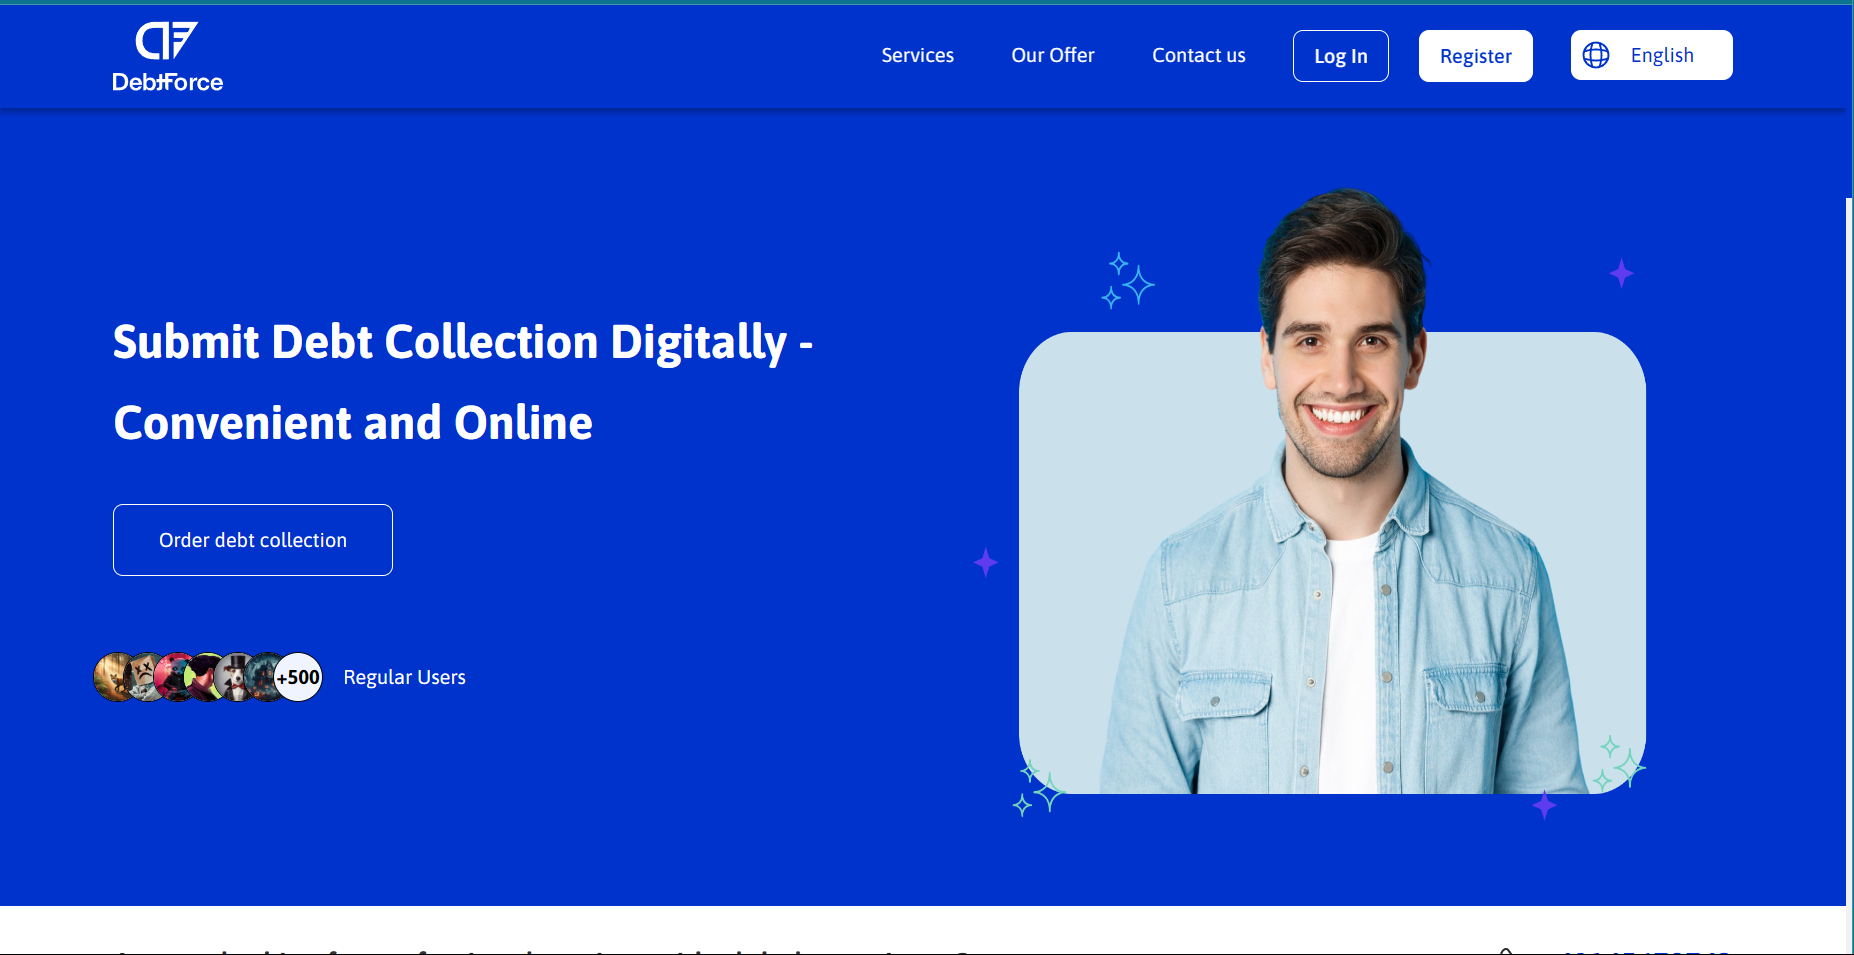 DebtForce
Services
Our Offer
Contact us
Log In
Register
English
Submit Debt Collection Digitally -
Convenient and Online
Order debt collection
+500
Regular Users